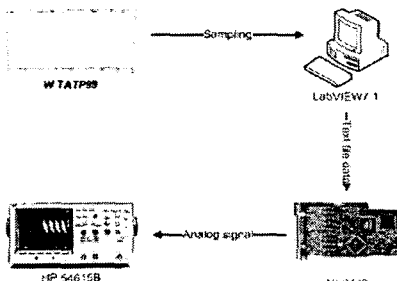 Sampling
W TATP99
LabVIEW7.1
Text file data
Analog signal
HP 54615B